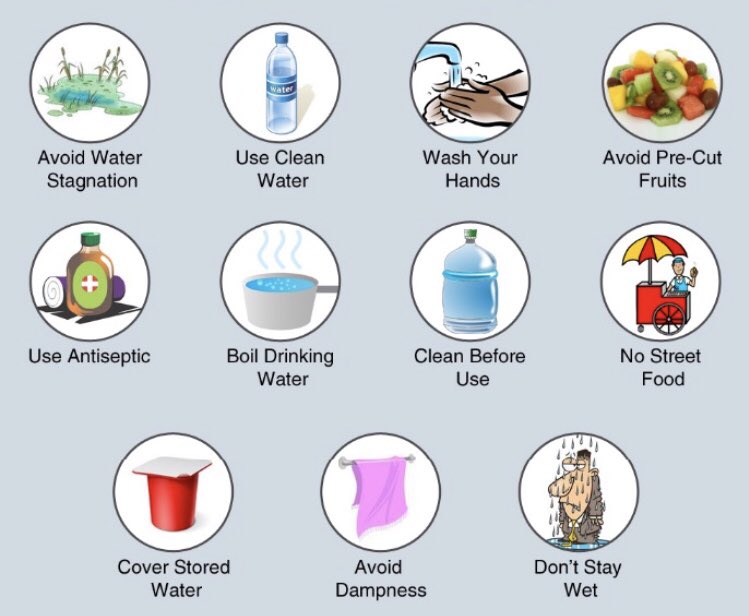 water
Avoid Water
Stagnation
Use Clean
Water
Wash Your
Hands
Avoid Pre-Cut
Fruits
Use Antiseptic
Boil Drinking
Water
Clean Before
Use
No Street
Food
Cover Stored
Water
Avoid
Dampness
Don't Stay
Wet